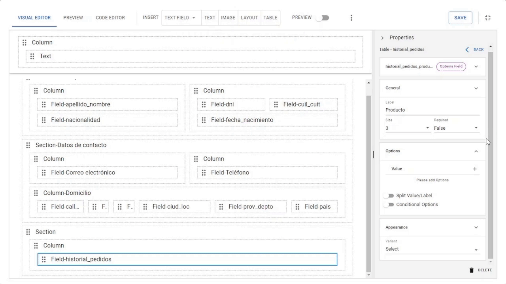 VISUAL EDITOR PREVIEW CODE EDITOR INSERT TEXT FIELD TEXT IMAGE LAYOUT TABLE PREVIEW SAVE
Column
Text
Column
Field-apellido_nombre
Field-nacionalidad
Column
Field-dni Field-cuil_cuit
Field-fecha_nacimiento
Section-Datos de contacto
Column
Field Correo electrónico
Column
Field Teléfono
Column-Domicilio
Field-call... F... F... Field-ciud_loc Field-prov_depto Field-pais
Section
Column
Field-historial_pedidos
Properties
Table - historial_pedidos BACK
historial_pedidos_produ... Options Field
General
Label
Producto
Size
3
Required
False
Options
Value +
Please add Options
Split Value/Label
Conditional Options
Appearance
Variant
Select
DELETE